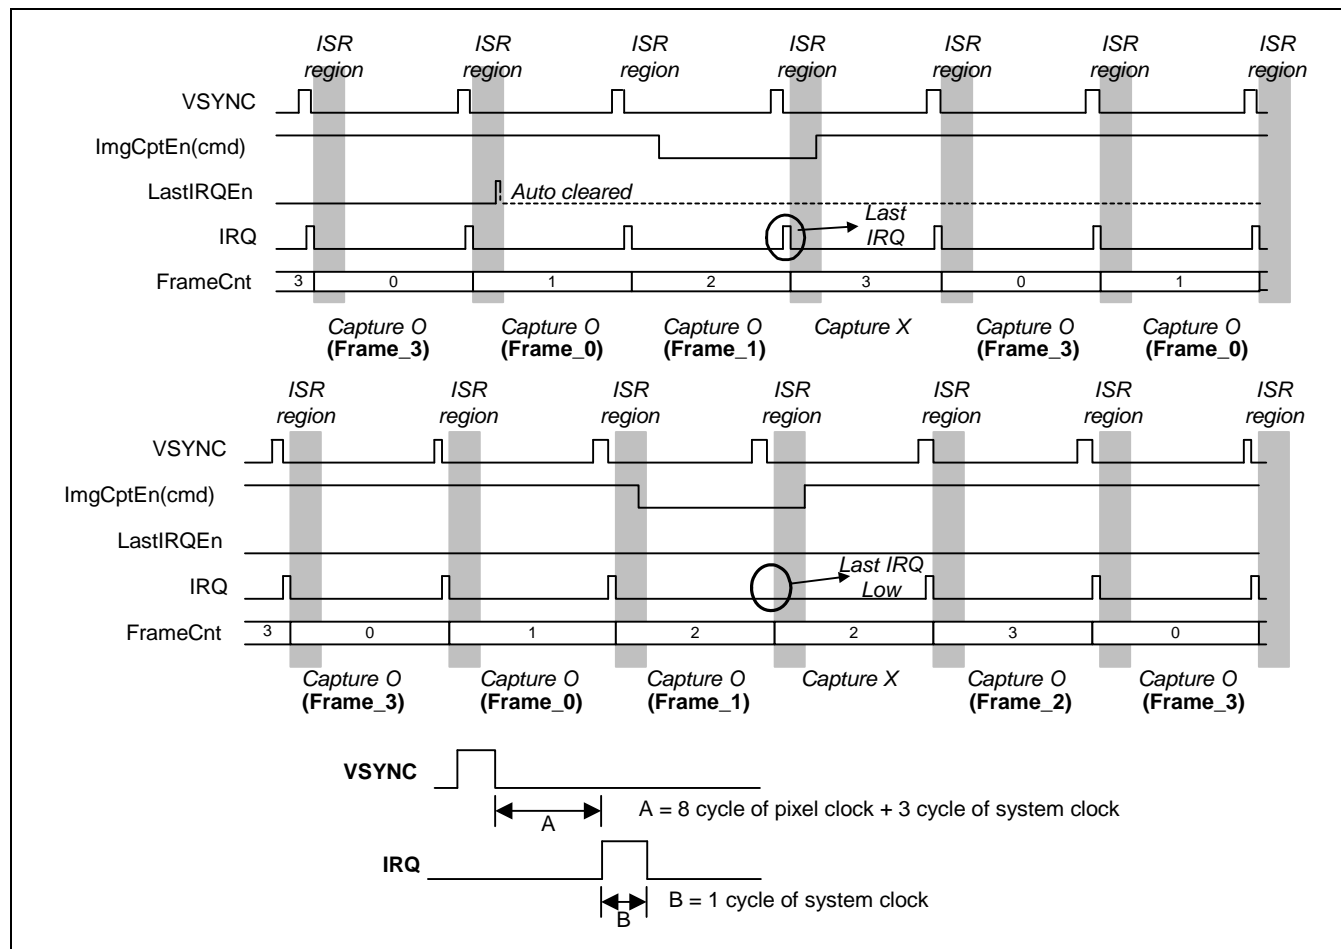 ISR ISR ISR ISR ISR ISR ISR
region region region region region region region
VSYNC
ImgCptEn(cmd)
LastIRQEn
Auto cleared
Last
IRQ
IRQ
FrameCnt
3 0 1 2 3 0 1
Capture O Capture O Capture O Capture X Capture O Capture O
(Frame_3) (Frame_0) (Frame_1) (Frame_3) (Frame_0)
ISR ISR ISR ISR ISR ISR ISR
region region region region region region region
VSYNC
ImgCptEn(cmd)
LastIRQEn
Last IRQ
Low
IRQ
FrameCnt
3 0 1 2 2 3 0
Capture O Capture O Capture O Capture X Capture O Capture O
(Frame_3) (Frame_0) (Frame_1) (Frame_2) (Frame_3)
VSYNC
A
A = 8 cycle of pixel clock + 3 cycle of system clock
IRQ
B
B = 1 cycle of system clock